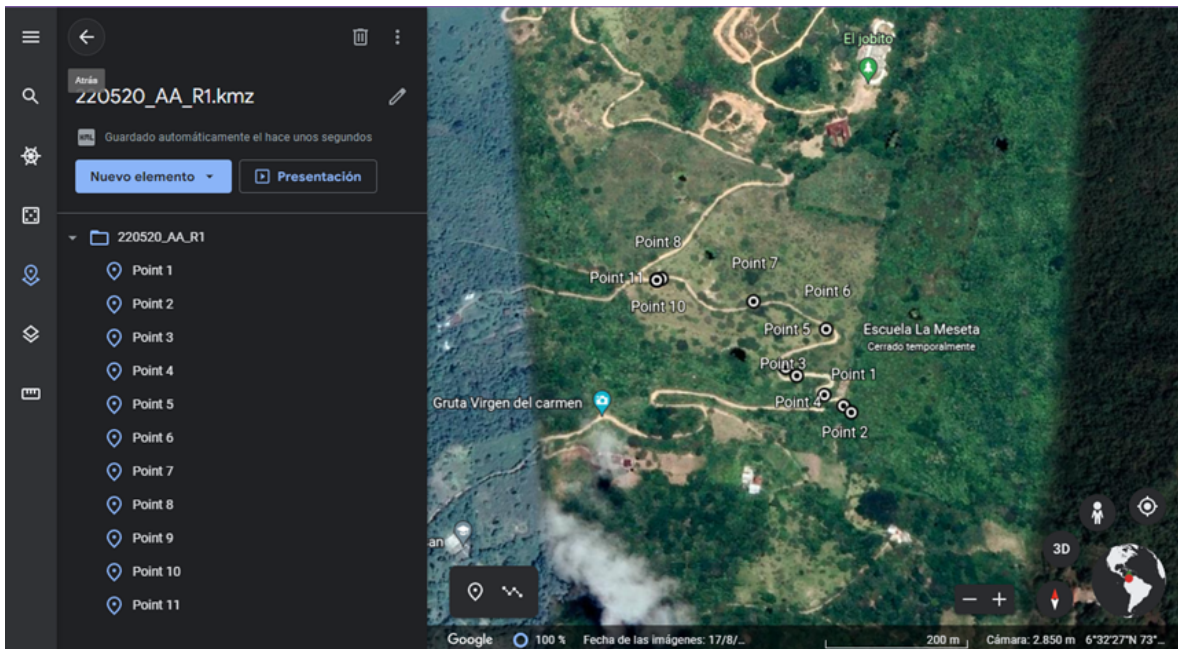 Atrás
220520_AA_R1.kmz
KML Guardado automáticamente el hace unos segundos
Nuevo elemento
Presentación
220520_AA_R1
Point 1
Point 2
Point 3
Point 4
Point 5
Point 6
Point 7
Point 8
Point 9
Point 10
Point 11
El jobito
Point 8
Point 7
Point 11
Point 6
Point 10
Point 5
Escuela La Meseta
Cerrado temporalmente
Point 3
Point 1
Gruta Virgen del carmen
Point 4
Point 2
an
3D
Google 100 % Fecha de las imágenes: 17/8/... 200 m Cámara: 2.850 m 6°32'27"N 73°...